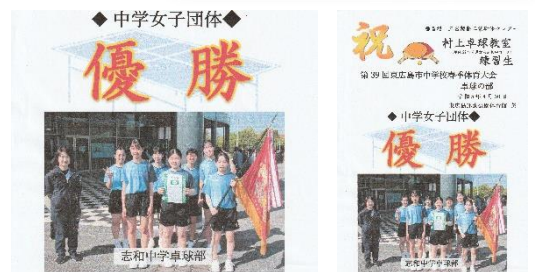 ◆中学女子団体◆
優勝
志和中学卓球部
祝
村上卓球教室
練習生
第39回東広島市中学校春季体育大会
卓球の部
◆中学女子団体◆
優勝
志和中学卓球部